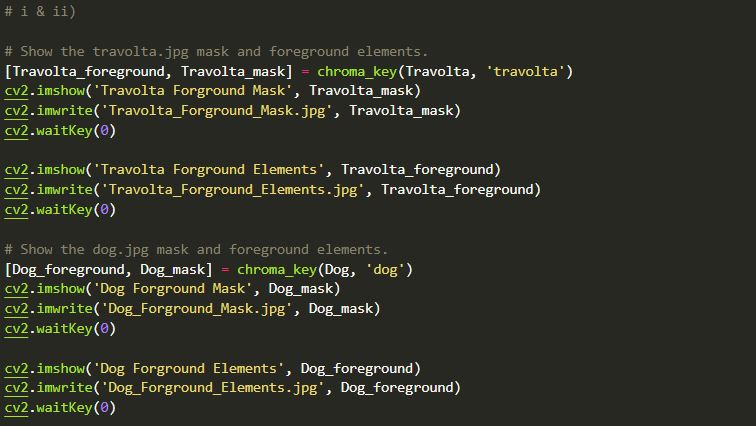 # i & ii)
# Show the travolta.jpg mask and foreground elements.
[Travolta_foreground, Travolta_mask] = chroma_key(Travolta, 'travolta')
cv2.imshow('Travolta Forground Mask', Travolta_mask)
cv2.imwrite('Travolta_Forground_Mask.jpg', Travolta_mask)
cv2.waitKey(0)
cv2.imshow('Travolta Forground Elements', Travolta_foreground)
cv2.imwrite('Travolta_Forground_Elements.jpg', Travolta_foreground)
cv2.waitKey(0)
# Show the dog.jpg mask and foreground elements.
[Dog_foreground, Dog_mask] = chroma_key(Dog, 'dog')
cv2.imshow('Dog Forground Mask', Dog_mask)
cv2.imwrite('Dog_Forground_Mask.jpg', Dog_mask)
cv2.waitKey(0)
cv2.imshow('Dog Forground Elements', Dog_foreground)
cv2.imwrite('Dog_Forground_Elements.jpg', Dog_foreground)
cv2.waitKey(0)